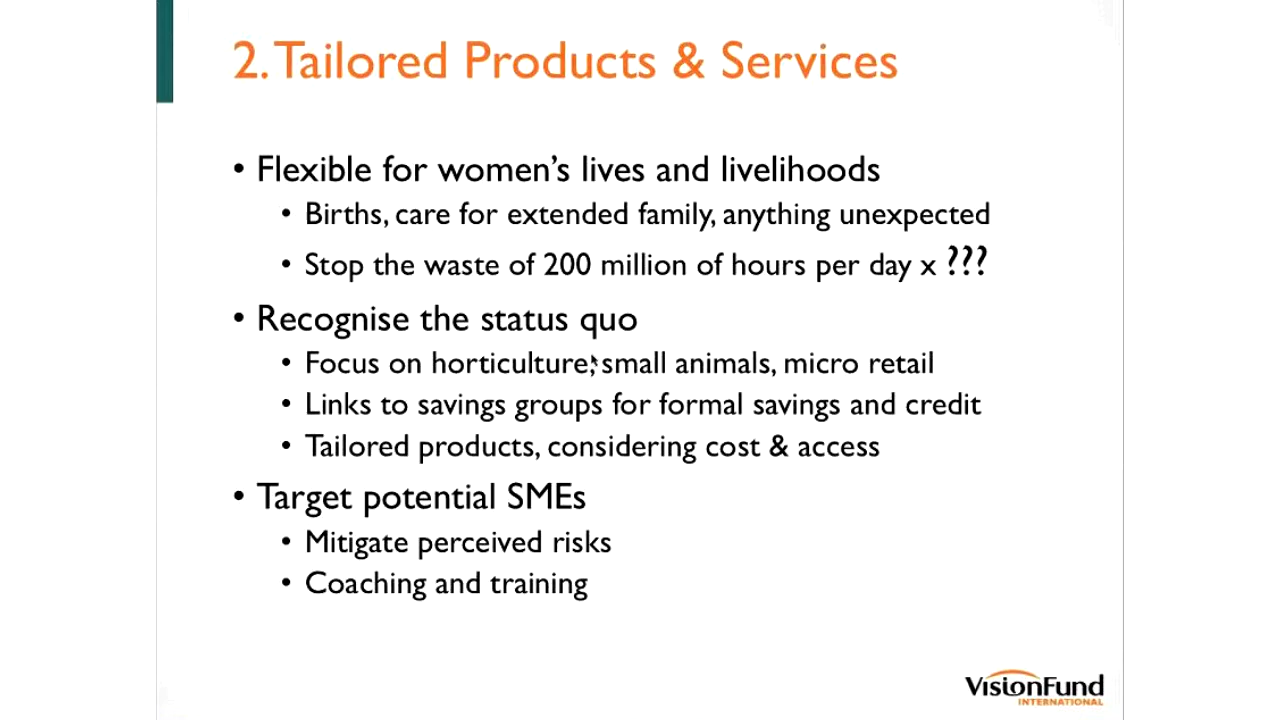 2. Tailored Products & Services
• Flexible for women's lives and livelihoods
• Births, care for extended family, anything unexpected
• Stop the waste of 200 million of hours per day x ???
• Recognise the status quo
• Focus on horticulture, small animals, micro retail
• Links to savings groups for formal savings and credit
• Tailored products, considering cost & access
• Target potential SMEs
• Mitigate perceived risks
• Coaching and training
VisionFund
INTERNATIONAL